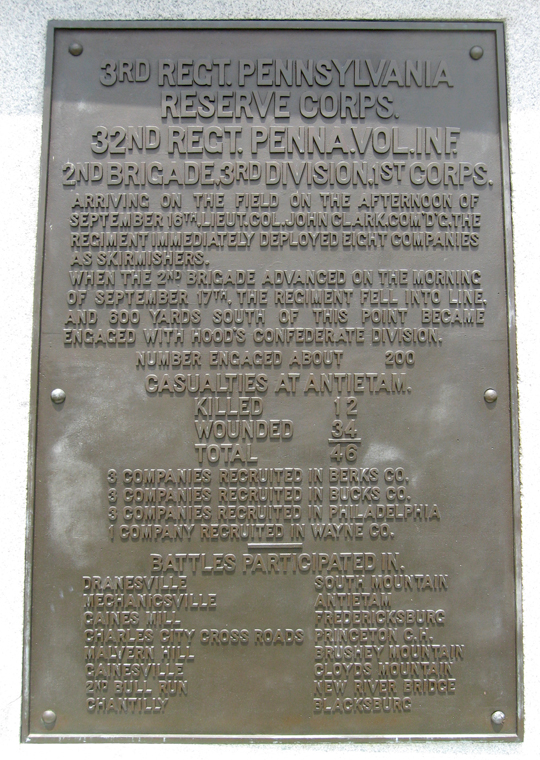 3RD REGT. PENNSYLVANIA
RESERVE CORPS.
32ND REGT. PENNA. VOL. INF.
2ND BRIGADE. 3RD DIVISION. 1ST CORPS.
ARRIVING ON THE FIELD ON THE AFTERNOON OF
SEPTEMBER 16TH, LIEUT. COL. JOHN CLARK, COM'D'G, THE
REGIMENT IMMEDIATELY DEPLOYED EIGHT COMPANIES
AS SKIRMISHERS.
WHEN THE 2ND BRIGADE ADVANCED ON THE MORNING
OF SEPTEMBER 17TH, THE REGIMENT FELL INTO LINE,
AND 600 YARDS SOUTH OF THIS POINT BECAME
ENGACED WITH HOOD'S CONFEDERATE DIVISION.
NUMBER ENGAGED ABOUT 200
CASUALTIES AT ANTIETAM.
KILLED 12
WOUNDED 34
TOTAL 46
3 COMPANIES RECRUITED IN BERKS CO.
3 COMPANIES RECRUITED IN BUCKS CO.
3 COMPANIES RECRUITED IN PHILADELPHIA
1 COMPANY RECRUITED IN WAYNE CO.
BATTLES PARTICIPATED IN.
DRANESVILLE SOUTH MOUNTAIN
MECHANICSVILLE ANTIETAM
GAINES MILL FREDERICKSBURG
CHARLES CITY CROSS ROADS PRINCETON C.H.
MALVERN HILL BRUSHEY MOUNTAIN
GAINESVILLE CLOYDS MOUNTAIN
2ND BULL RUN NEW RIVER BRIDGE
CHANTILLY BLACKSBURG